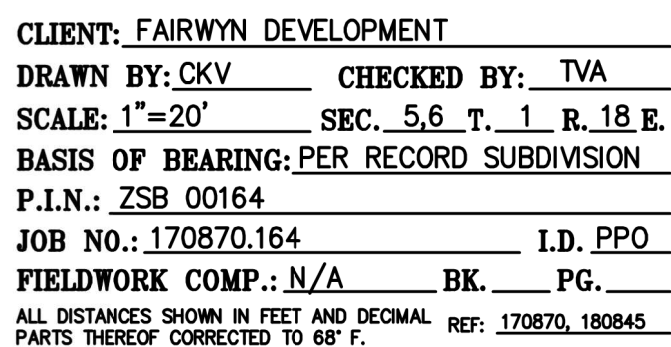 CLIENT: FAIRWYN DEVELOPMENT
DRAWN BY: CKV CHECKED BY: TVA
SCALE: 1"=20' SEC. 5,6 T. 1 R. 18 E.
BASIS OF BEARING: PER RECORD SUBDIVISION
P.I.N.: ZSB 00164
JOB NO.: 170870.164 I.D. PPO
FIELDWORK COMP.: N/A BK. PG.
ALL DISTANCES SHOWN IN FEET AND DECIMAL REF: 170870, 180845
PARTS THEREOF CORRECTED TO 68° F.